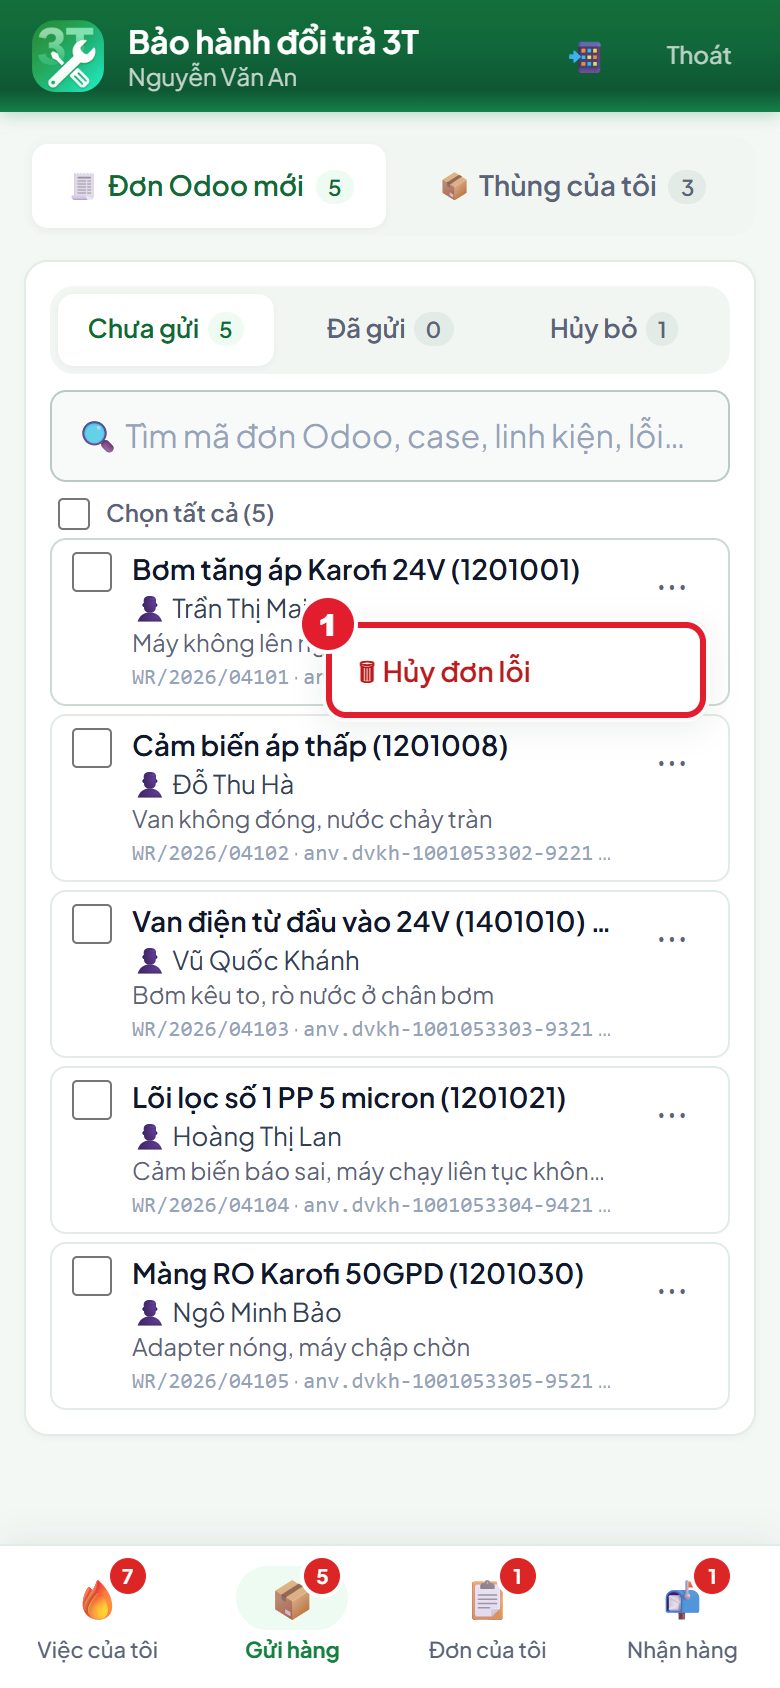 3T
Bảo hành đổi trả 3T
Nguyễn Văn An
Thoát
Đơn Odoo mới 5
Thùng của tôi 3
Chưa gửi 5
Đã gửi 0
Hủy bỏ 1
Tìm mã đơn Odoo, case, linh kiện, lỗi...
Chọn tất cả (5)
Bơm tăng áp Karofi 24V (1201001)
...
Trần Thị Mai
1
Máy không lên
Hủy đơn lỗi
WR/2026/04101 ·
Cảm biến áp thấp (1201008)
...
Đỗ Thu Hà
Van không đóng, nước chảy tràn
WR/2026/04102 · anv.dvkh-1001053302-9221 ...
Van điện từ đầu vào 24V (1401010) ...
...
Vũ Quốc Khánh
Bơm kêu to, rò nước ở chân bơm
WR/2026/04103 · anv.dvkh-1001053303-9321 ...
Lõi lọc số 1 PP 5 micron (1201021)
...
Hoàng Thị Lan
Cảm biến báo sai, máy chạy liên tục khôn...
WR/2026/04104 · anv.dvkh-1001053304-9421 ...
Màng RO Karofi 50GPD (1201030)
...
Ngô Minh Bảo
Adapter nóng, máy chập chờn
WR/2026/04105 · anv.dvkh-1001053305-9521 ...
7
5
1
1
Việc của tôi
Gửi hàng
Đơn của tôi
Nhận hàng